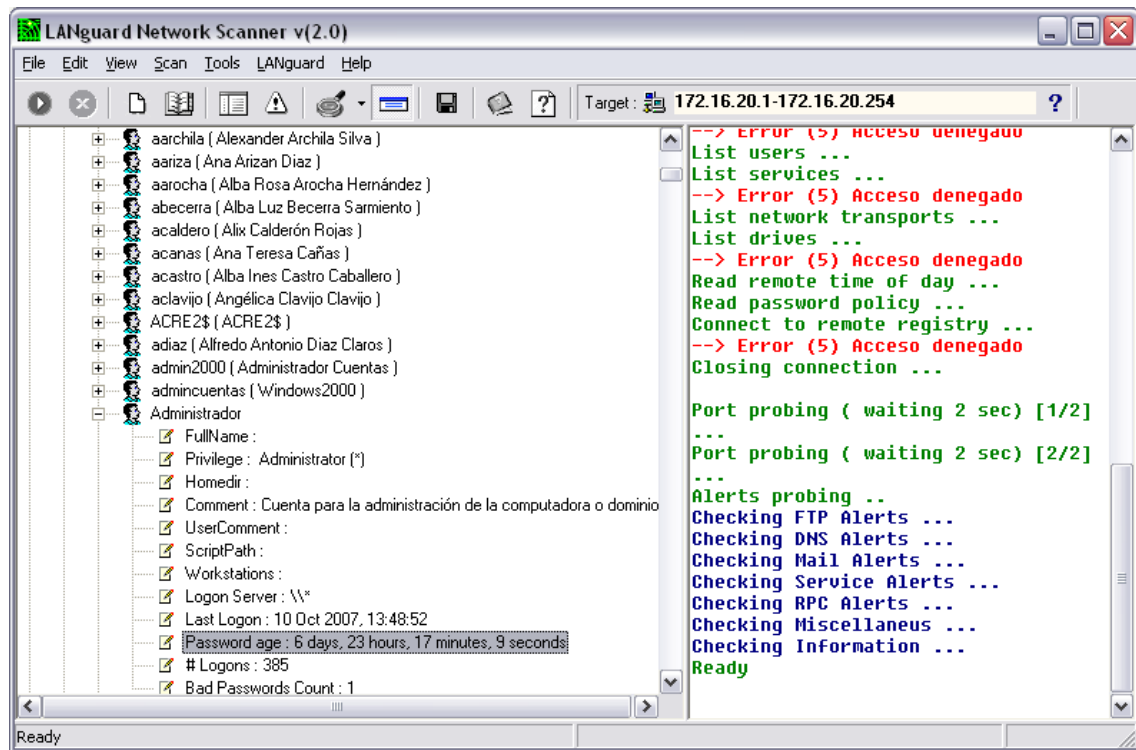 LANguard Network Scanner v(2.0)
File Edit View Scan Tools LANguard Help
Target : 172.16.20.1-172.16.20.254
aarchila ( Alexander Archila Silva )
aariza ( Ana Arizan Diaz )
aarocha ( Alba Rosa Arocha Hernández )
abecerra ( Alba Luz Becerra Sarmiento )
acaldero ( Alix Calderón Rojas )
acanas ( Ana Teresa Cañas )
acastro ( Alba Ines Castro Caballero )
aclavijo ( Angélica Clavijo Clavijo )
ACRE2$ ( ACRE2$ )
adiaz ( Alfredo Antonio Diaz Claros )
admin2000 ( Administrador Cuentas )
admincuentas ( Windows2000 )
Administrador
FullName :
Privilege : Administrator (*)
Homedir :
Comment : Cuenta para la administración de la computadora o dominio
UserComment :
ScriptPath :
Workstations :
Logon Server : \\*
Last Logon : 10 Oct 2007, 13:48:52
Password age : 6 days, 23 hours, 17 minutes, 9 seconds
# Logons : 385
Bad Passwords Count : 1
--> Error (5) Acceso denegado
List users ...
List services ...
--> Error (5) Acceso denegado
List network transports ...
List drives ...
--> Error (5) Acceso denegado
Read remote time of day ...
Read password policy ...
Connect to remote registry ...
--> Error (5) Acceso denegado
Closing connection ...
Port probing ( waiting 2 sec) [1/2]
...
Port probing ( waiting 2 sec) [2/2]
...
Alerts probing ..
Checking FTP Alerts ...
Checking DNS Alerts ...
Checking Mail Alerts ...
Checking Service Alerts ...
Checking RPC Alerts ...
Checking Miscellaneus ...
Checking Information ...
Ready
Ready